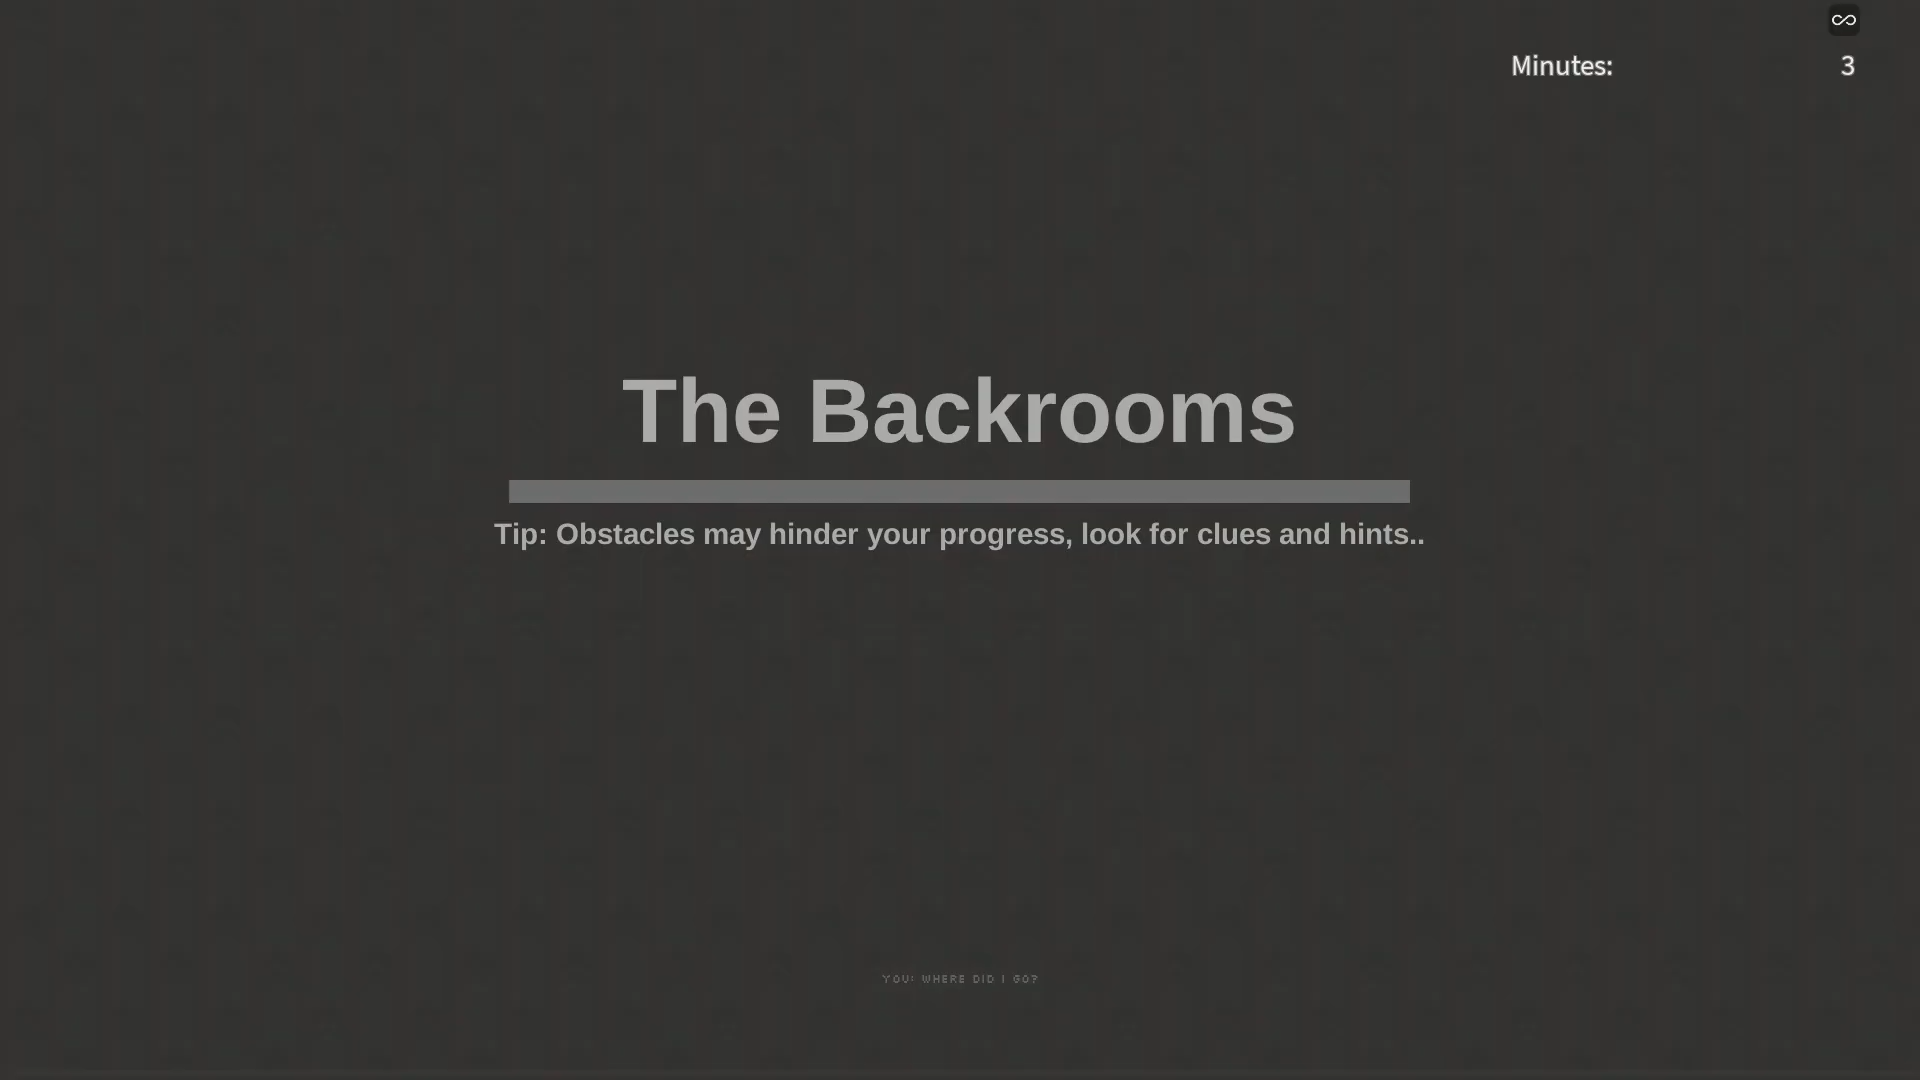 Minutes: 3
The Backrooms
Tip: Obstacles may hinder your progress, look for clues and hints..
YOU: WHERE DID I GO?